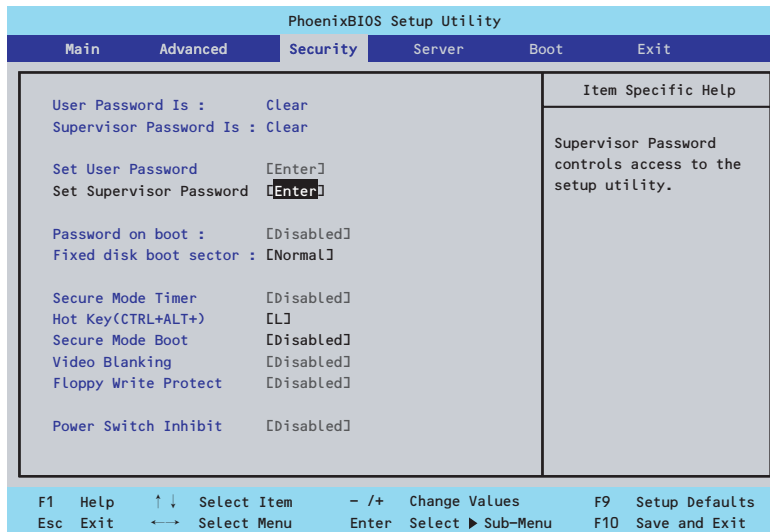 PhoenixBIOS Setup Utility
Main Advanced Security Server Boot Exit
User Password Is : Clear
Supervisor Password Is : Clear
Set User Password [Enter]
Set Supervisor Password [Enter]
Password on boot : [Disabled]
Fixed disk boot sector : [Normal]
Secure Mode Timer [Disabled]
Hot Key(CTRL+ALT+) [L]
Secure Mode Boot [Disabled]
Video Blanking [Disabled]
Floppy Write Protect [Disabled]
Power Switch Inhibit [Disabled]
Item Specific Help
Supervisor Password
controls access to the
setup utility.
F1 Help ↑↓ Select Item - /+ Change Values F9 Setup Defaults
Esc Exit ←→ Select Menu Enter Select ▶ Sub-Menu F10 Save and Exit